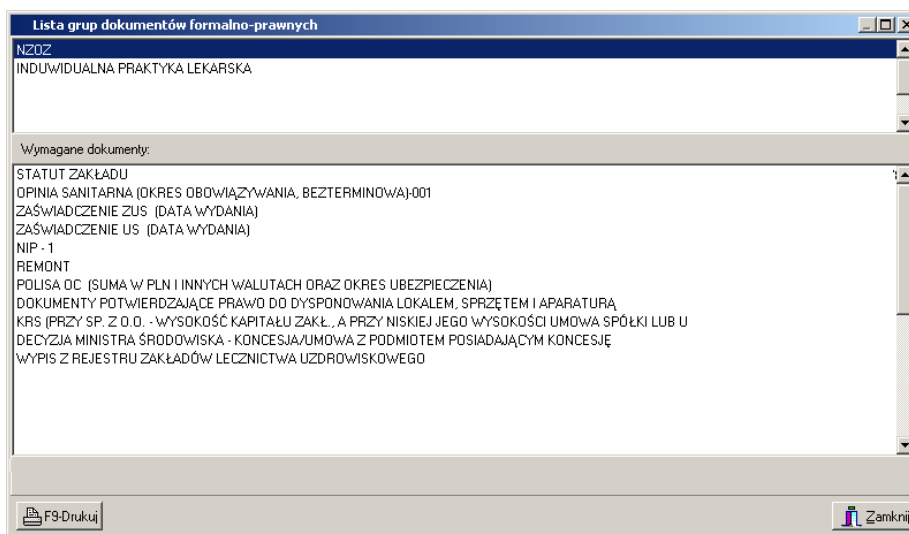 Lista grup dokumentów formalno-prawnych
NZOZ
INDUWIDUALNA PRAKTYKA LEKARSKA
Wymagane dokumenty:
STATUT ZAKŁADU
OPINIA SANITARNA (OKRES OBOWIĄZYWANIA, BEZTERMINOWA)-001
ZAŚWIADCZENIE ZUS (DATA WYDANIA)
ZAŚWIADCZENIE US (DATA WYDANIA)
NIP - 1
REMONT
POLISA OC (SUMA W PLN I INNYCH WALUTACH ORAZ OKRES UBEZPIECZENIA)
DOKUMENTY POTWIERDZAJĄCE PRAWO DO DYSPONOWANIA LOKALEM, SPRZĘTEM I APARATURĄ
KRS (PRZY SP. Z O.O. - WYSOKOŚĆ KAPITAŁU ZAKŁ., A PRZY NISKIEJ JEGO WYSOKOŚCI UMOWA SPÓŁKI LUB U
DECYZJA MINISTRA ŚRODOWISKA - KONCESJA/UMOWA Z PODMIOTEM POSIADAJĄCYM KONCESJĘ
WYPIS Z REJESTRU ZAKŁADÓW LECZNICTWA UZDROWISKOWEGO
F9-Drukuj
Zamknij